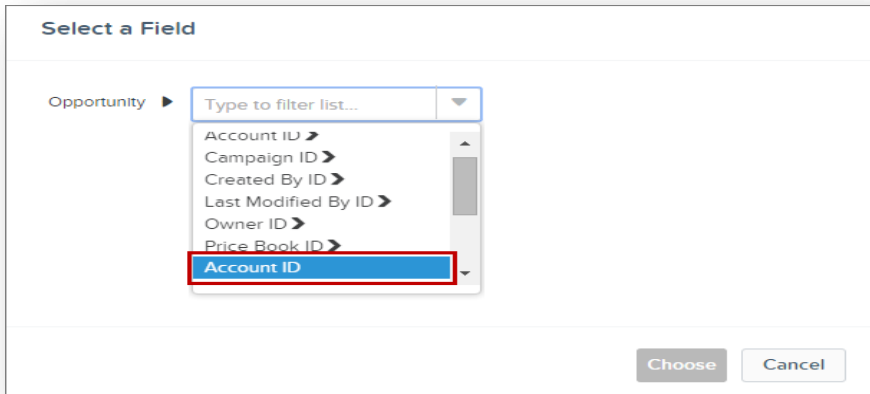 Select a Field
Opportunity
Type to filter list...
Account ID
Campaign ID
Created By ID
Last Modified By ID
Owner ID
Price Book ID
Account ID
Choose
Cancel